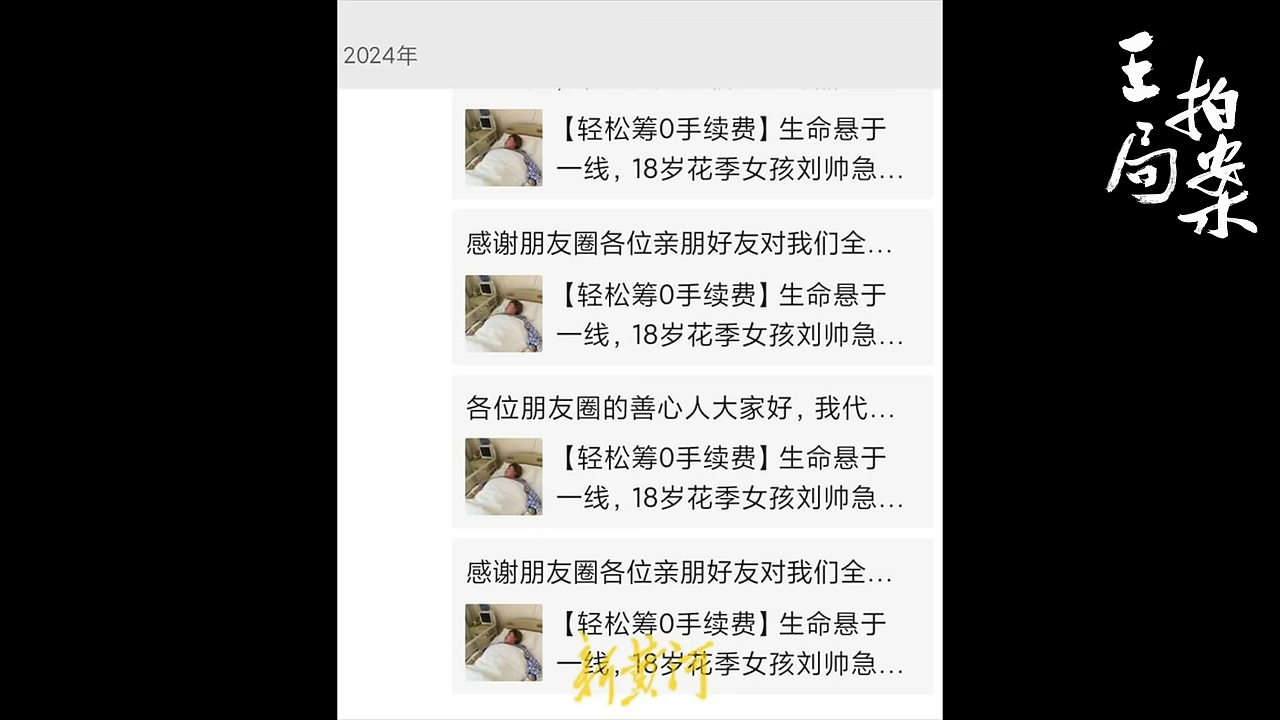 2024年
【轻松筹0手续费】生命悬于
一线，18岁花季女孩刘帅急...
感谢朋友圈各位亲朋好友对我们全...
【轻松筹0手续费】生命悬于
一线，18岁花季女孩刘帅急...
各位朋友圈的善心人大家好，我代...
【轻松筹0手续费】生命悬于
一线，18岁花季女孩刘帅急...
感谢朋友圈各位亲朋好友对我们全...
【轻松筹0手续费】生命悬于
一线，18岁花季女孩刘帅急...
新黄河
王局
拍案